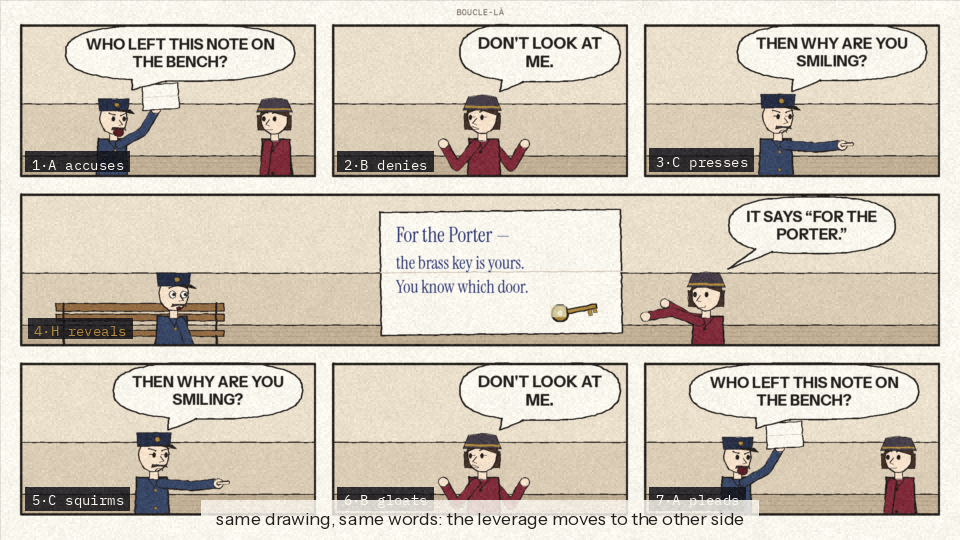 BOUCLE-LÀ
WHO LEFT THIS NOTE ON
THE BENCH?
1·A accuses
DON'T LOOK AT
ME.
2·B denies
THEN WHY ARE YOU
SMILING?
3·C presses
For the Porter —
the brass key is yours.
You know which door.
IT SAYS “FOR THE
PORTER.”
4·H reveals
THEN WHY ARE YOU
SMILING?
5·C squirms
DON'T LOOK AT
ME.
6·B gloats
WHO LEFT THIS NOTE ON
THE BENCH?
7·A pleads
same drawing, same words: the leverage moves to the other side